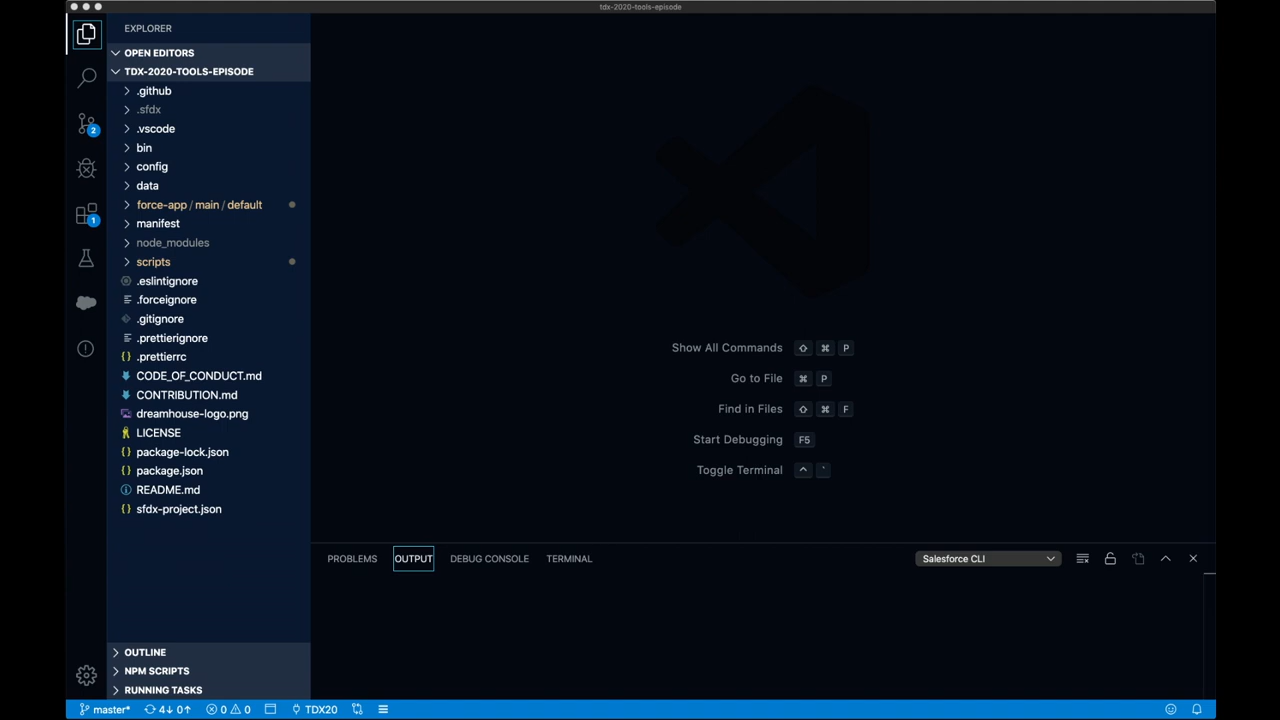 tdx-2020-tools-episode
EXPLORER
OPEN EDITORS
TDX-2020-TOOLS-EPISODE
.github
.sfdx
.vscode
bin
config
data
force-app / main / default
manifest
node_modules
scripts
.eslintignore
.forceignore
.gitignore
.prettierignore
.prettierrc
CODE_OF_CONDUCT.md
CONTRIBUTION.md
dreamhouse-logo.png
LICENSE
package-lock.json
package.json
README.md
sfdx-project.json
OUTLINE
NPM SCRIPTS
RUNNING TASKS
2
1
Show All Commands ⇧ ⌘ P
Go to File ⌘ P
Find in Files ⇧ ⌘ F
Start Debugging F5
Toggle Terminal ^ `
PROBLEMS OUTPUT DEBUG CONSOLE TERMINAL Salesforce CLI
master* 4↓ 0↑ 0 0 TDX20